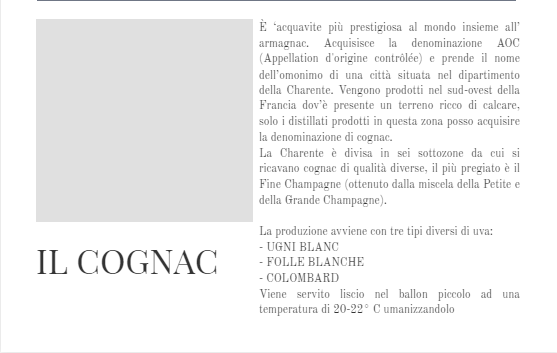 È ‘acquavite più prestigiosa al mondo insieme all’
armagnac. Acquisisce la denominazione AOC
(Appellation d'origine contrôlée) e prende il nome
dell’omonimo di una città situata nel dipartimento
della Charente. Vengono prodotti nel sud-ovest della
Francia dov’è presente un terreno ricco di calcare,
solo i distillati prodotti in questa zona posso acquisire
la denominazione di cognac.
La Charente è divisa in sei sottozone da cui si
ricavano cognac di qualità diverse, il più pregiato è il
Fine Champagne (ottenuto dalla miscela della Petite e
della Grande Champagne).
La produzione avviene con tre tipi diversi di uva:
- UGNI BLANC
- FOLLE BLANCHE
- COLOMBARD
Viene servito liscio nel ballon piccolo ad una
temperatura di 20-22° C umanizzandolo
IL COGNAC